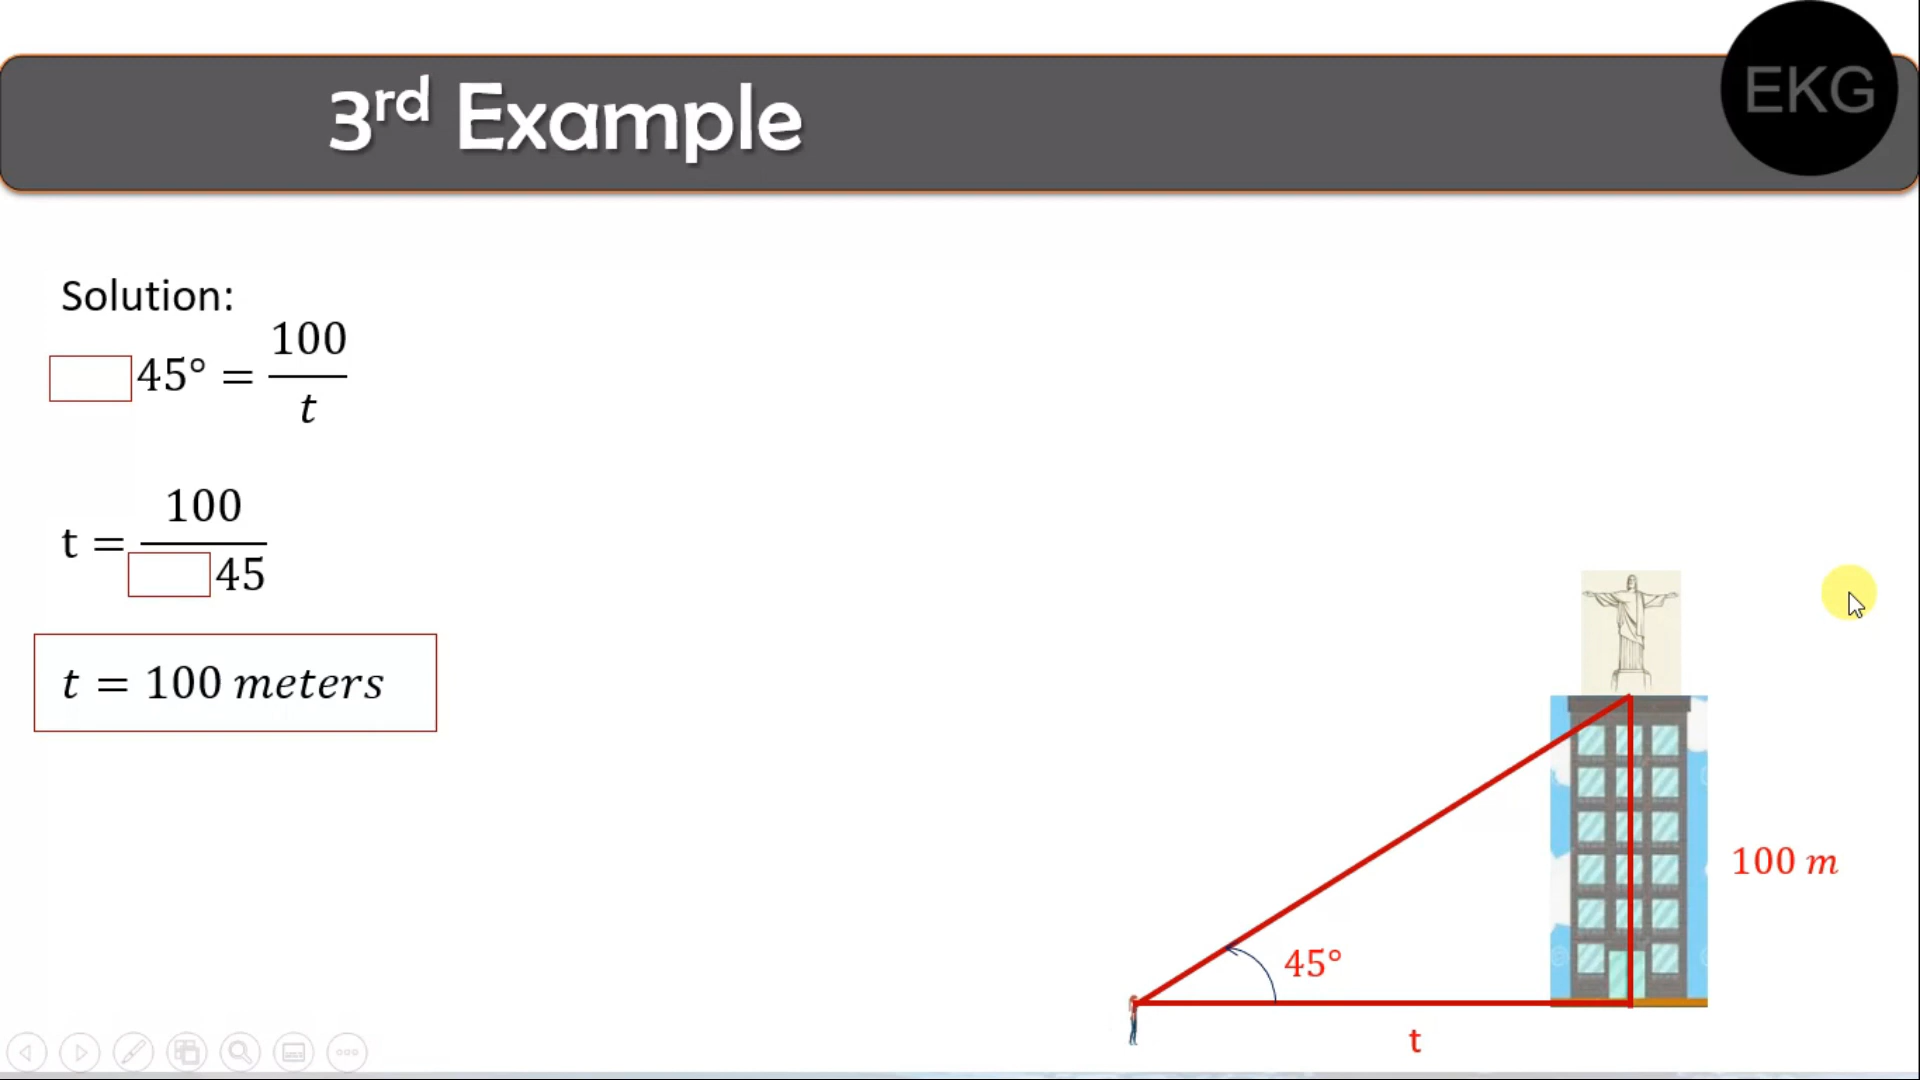 3rd Example
EKG
Solution:
45° = 100/t
t = 100/45
t = 100 meters
100 m
45°
t